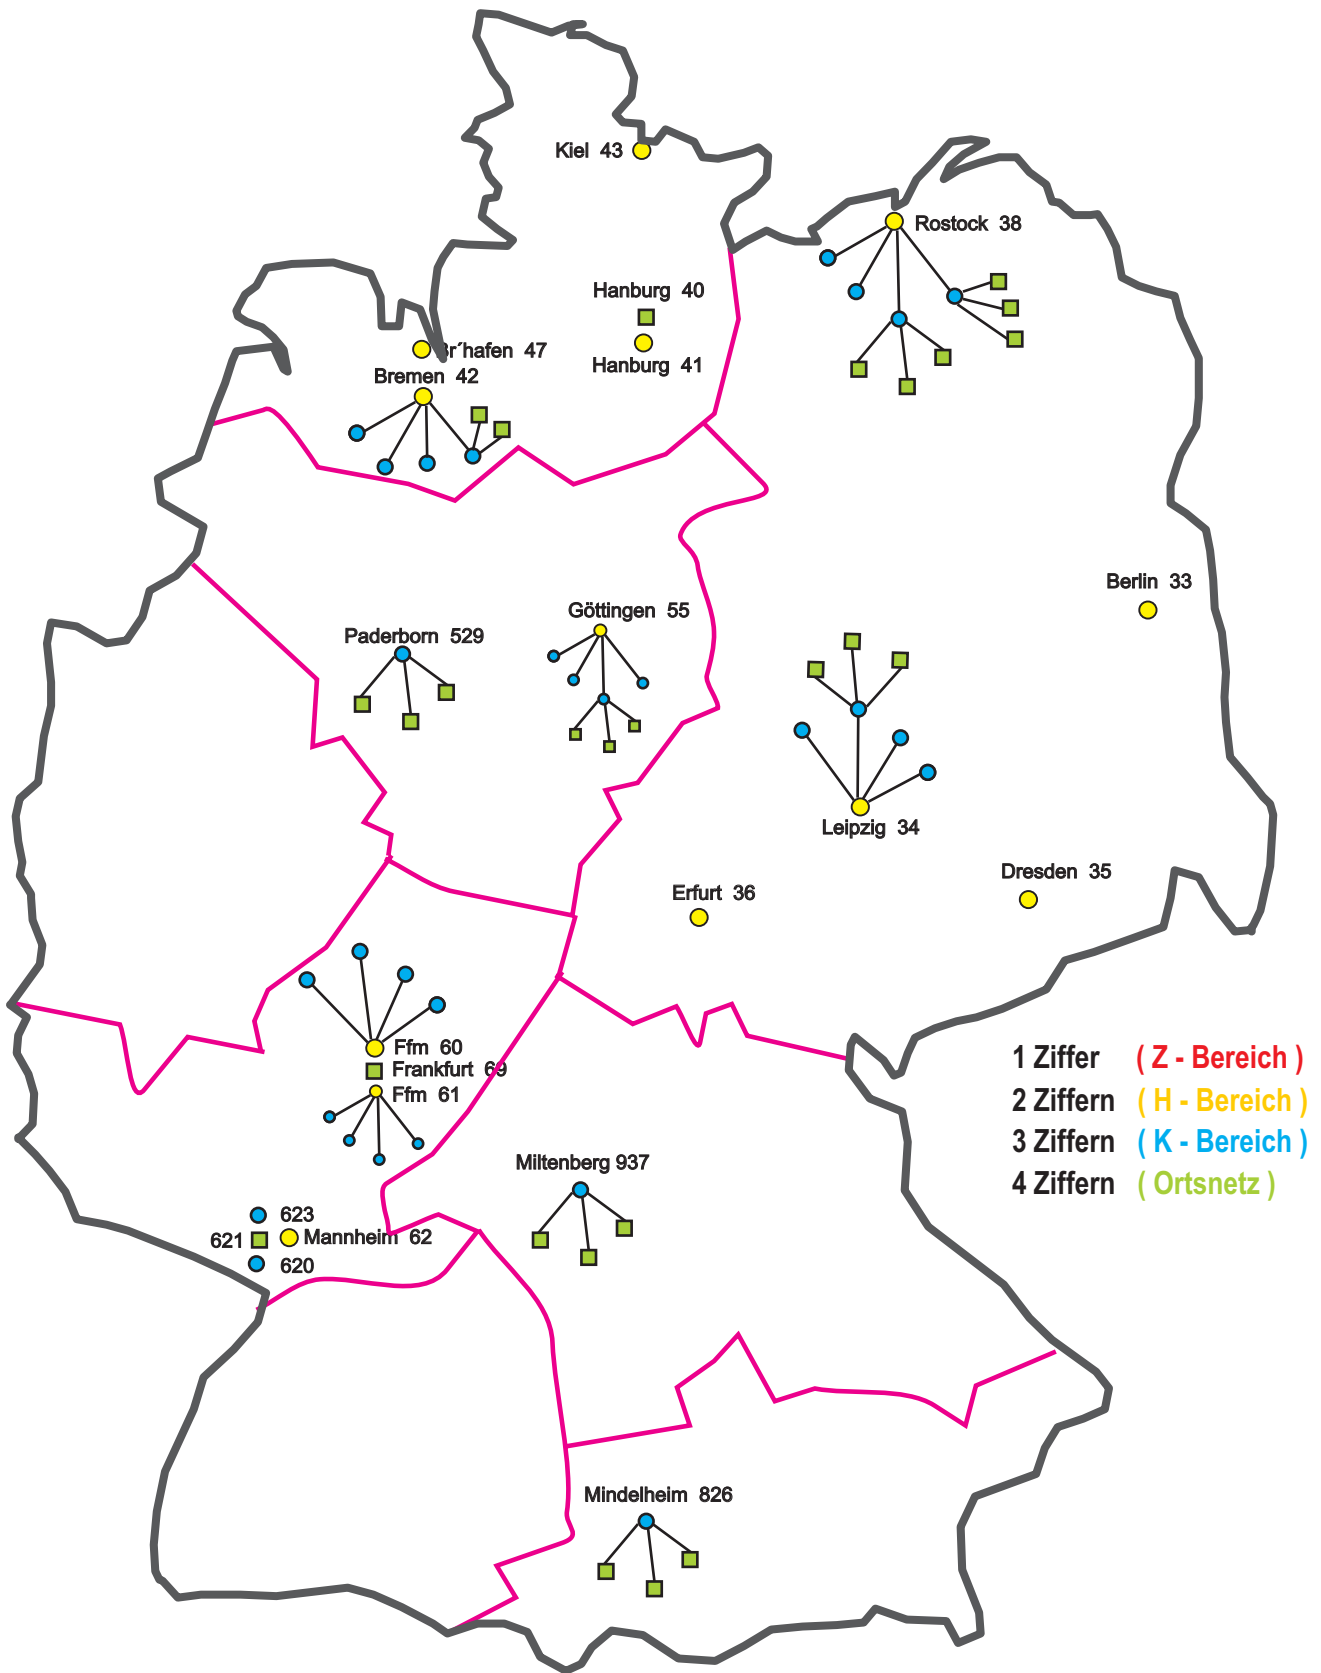 Kiel 43
Rostock 38
Hanburg 40
Hanburg 41
Br´hafen 47
Bremen 42
Berlin 33
Göttingen 55
Paderborn 529
Leipzig 34
Dresden 35
Erfurt 36
Ffm 60
Frankfurt 69
Ffm 61
1 Ziffer ( Z - Bereich )
2 Ziffern ( H - Bereich )
3 Ziffern ( K - Bereich )
4 Ziffern ( Ortsnetz )
Miltenberg 937
623
621 Mannheim 62
620
Mindelheim 826